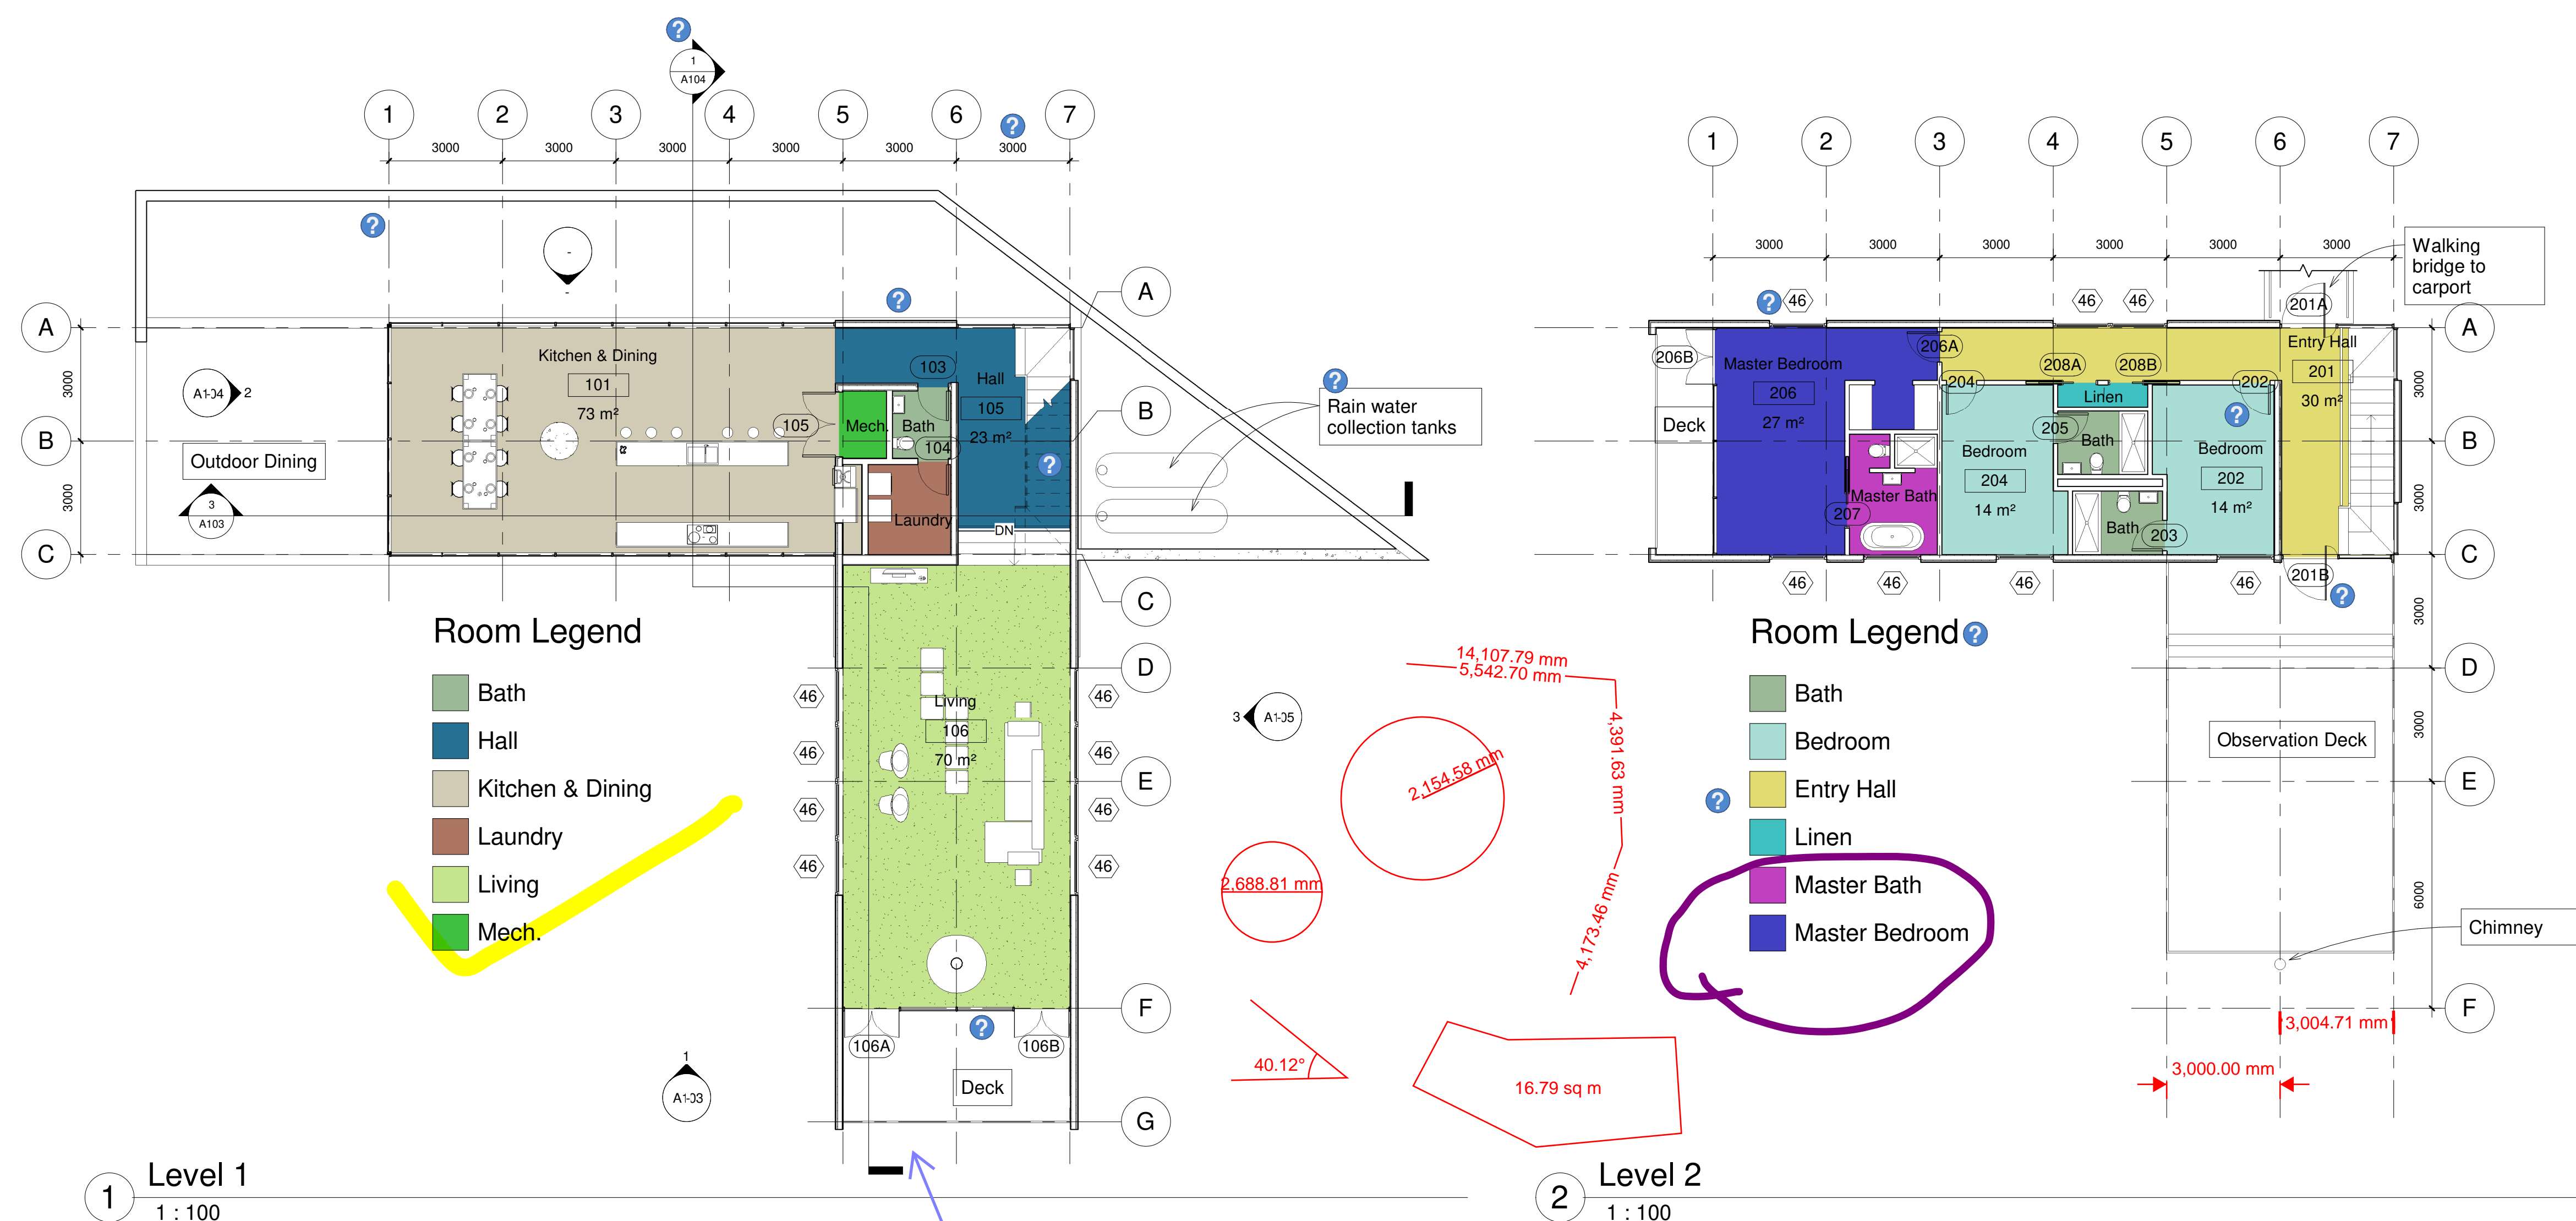 ?
1
A104
1
2
3
4
5
6
7
?
3000
3000
3000
3000
3000
3000
?
-
-
?
A
B
C
3000
3000
A
B
A1-04
2
Outdoor Dining
3
A103
Kitchen & Dining
101
73 m²
105
103
Hall
105
23 m²
?
Mech.
Bath
104
Laundry
DN
?
Rain water
collection tanks
C
D
E
F
G
46
46
46
46
46
46
46
46
Living
106
70 m²
?
106A
106B
Deck
Room Legend
Bath
Hall
Kitchen & Dining
Laundry
Living
Mech.
1
A1-03
3
A1-05
14,107.79 mm
5,542.70 mm
4,391.63 mm
4,173.46 mm
2,154.58 mm
2,688.81 mm
40.12°
16.79 sq m
1
Level 1
1 : 100
1
2
3
4
5
6
7
3000
3000
3000
3000
3000
3000
Walking
bridge to
carport
?
46
46
46
201A
206B
Master Bedroom
206
27 m²
206A
204
208A
208B
202
Entry Hall
201
30 m²
Linen
?
Deck
205
Bath
Bedroom
204
14 m²
Bedroom
202
14 m²
Master Bath
207
Bath
203
46
46
46
46
201B
?
A
B
C
D
E
F
3000
3000
3000
3000
6000
Observation Deck
Chimney
3,004.71 mm
3,000.00 mm
Room Legend
?
Bath
Bedroom
Entry Hall
?
Linen
Master Bath
Master Bedroom
2
Level 2
1 : 100